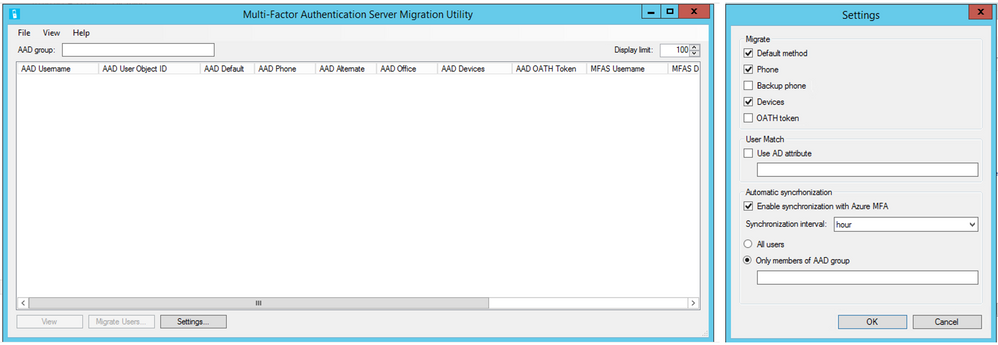 Multi-Factor Authentication Server Migration Utility
File View Help
AAD group:
Display limit: 100
AAD Username AAD User Object ID AAD Default AAD Phone AAD Alternate AAD Office AAD Devices AAD OATH Token MFAS Username MFAS D
View Migrate Users... Settings...
Settings
Migrate
Default method
Phone
Backup phone
Devices
OATH token
User Match
Use AD attribute
Automatic syncrhonization
Enable synchronization with Azure MFA
Synchronization interval: hour
All users
Only members of AAD group
OK Cancel